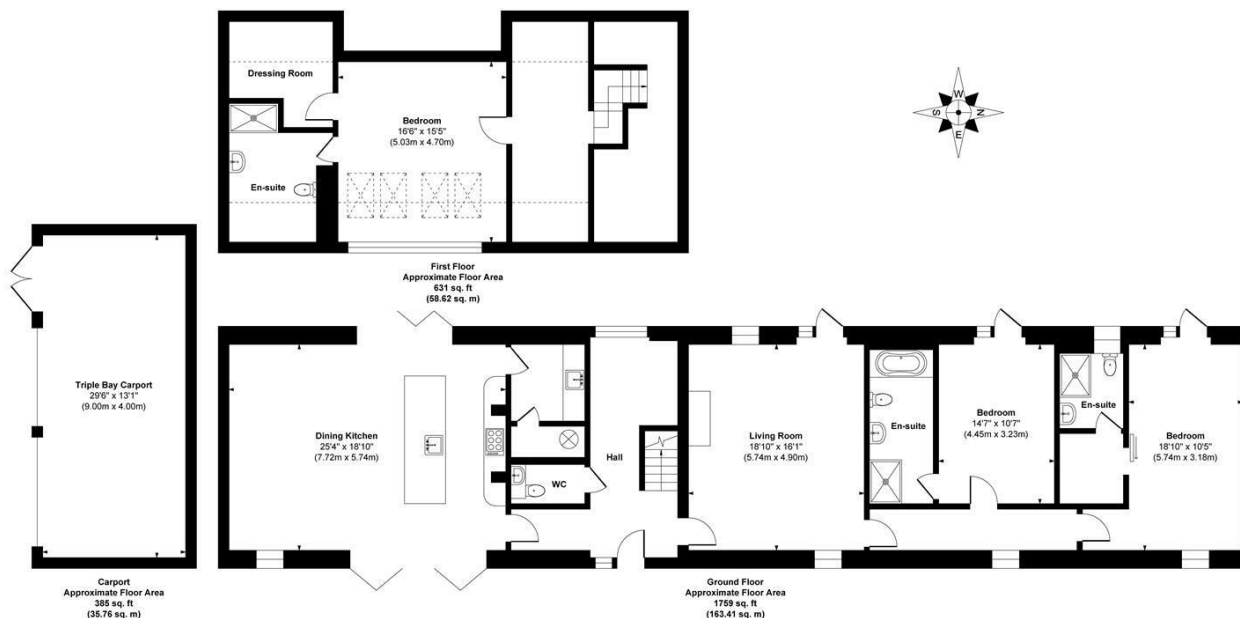 Dressing Room
Bedroom
16'6" x 15'5"
(5.03m x 4.70m)
En-suite
W
S
N
E
First Floor
Approximate Floor Area
631 sq. ft
(58.62 sq. m)
Triple Bay Carport
29'6" x 13'1"
(9.00m x 4.00m)
Carport
Approximate Floor Area
385 sq. ft
(35.76 sq. m)
Dining Kitchen
25'4" x 18'10"
(7.72m x 5.74m)
WC
Hall
Living Room
18'10" x 16'1"
(5.74m x 4.90m)
En-suite
Bedroom
14'7" x 10'7"
(4.45m x 3.23m)
En-suite
Bedroom
18'10" x 10'5"
(5.74m x 3.18m)
Ground Floor
Approximate Floor Area
1759 sq. ft
(163.41 sq. m)